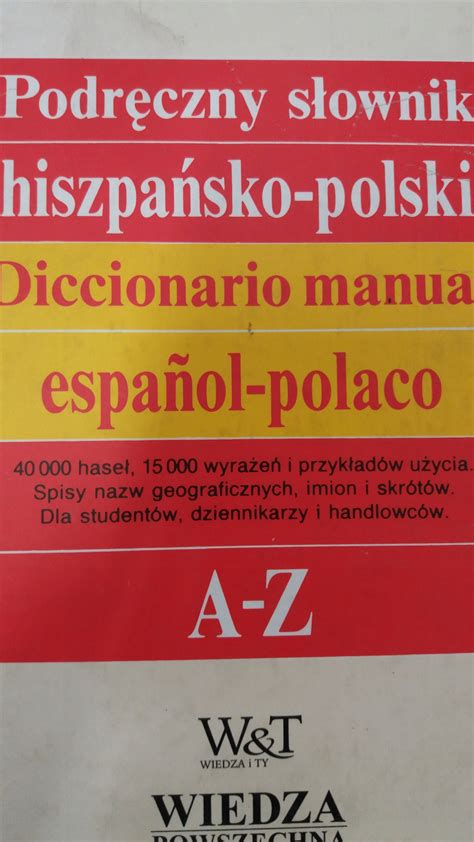 Podręczny słownik
hiszpańsko-polski
Diccionario manua
español-polaco
40 000 haseł, 15 000 wyrażeń i przykładów użycia.
Spisy nazw geograficznych, imion i skrótów.
Dla studentów, dziennikarzy i handlowców.
A-Z
W&T
WIEDZA i TY
WIEDZA
POWSZECHNA